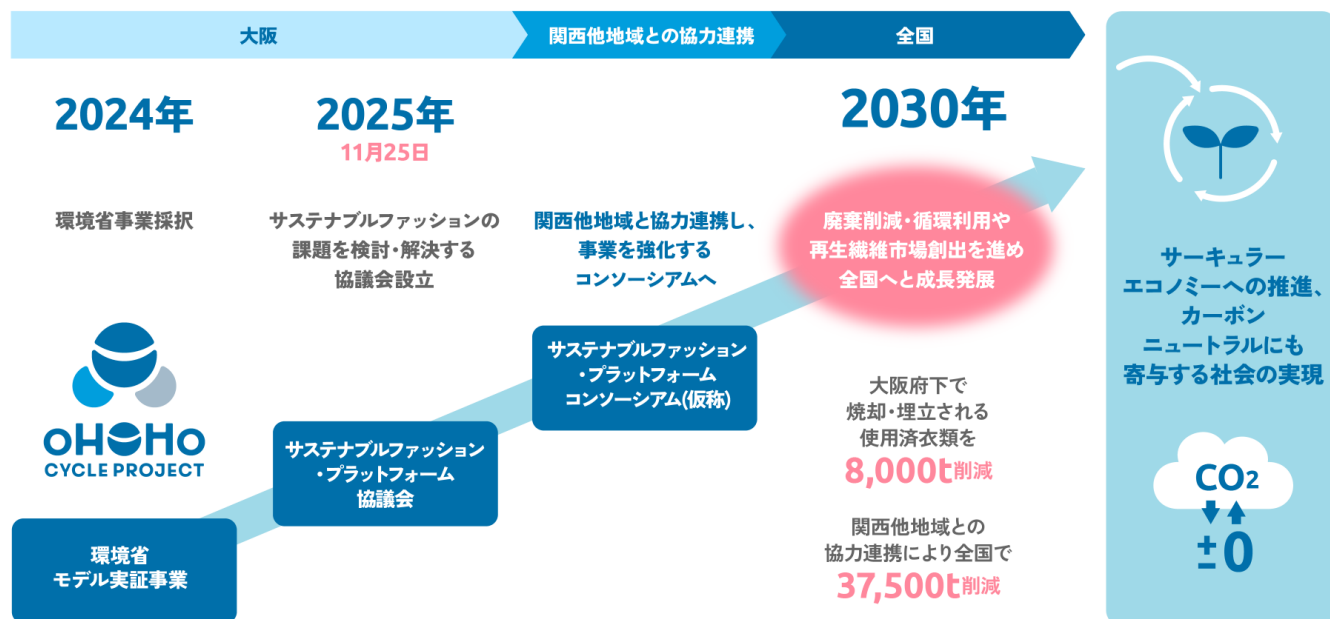 大阪
関西他地域との協力連携
全国
2024年
環境省事業採択
oHoHo
CYCLE PROJECT
環境省
モデル実証事業
2025年
11月25日
サステナブルファッションの
課題を検討・解決する
協議会設立
サステナブルファッション
・プラットフォーム
協議会
関西他地域と協力連携し、
事業を強化する
コンソーシアムへ
サステナブルファッション
・プラットフォーム
コンソーシアム(仮称)
2030年
廃棄削減・循環利用や
再生繊維市場創出を進め
全国へと成長発展
大阪府下で
焼却・埋立される
使用済衣類を
8,000t削減
関西他地域との
協力連携により全国で
37,500t削減
サーキュラー
エコノミーへの推進、
カーボン
ニュートラルにも
寄与する社会の実現
CO2
±0